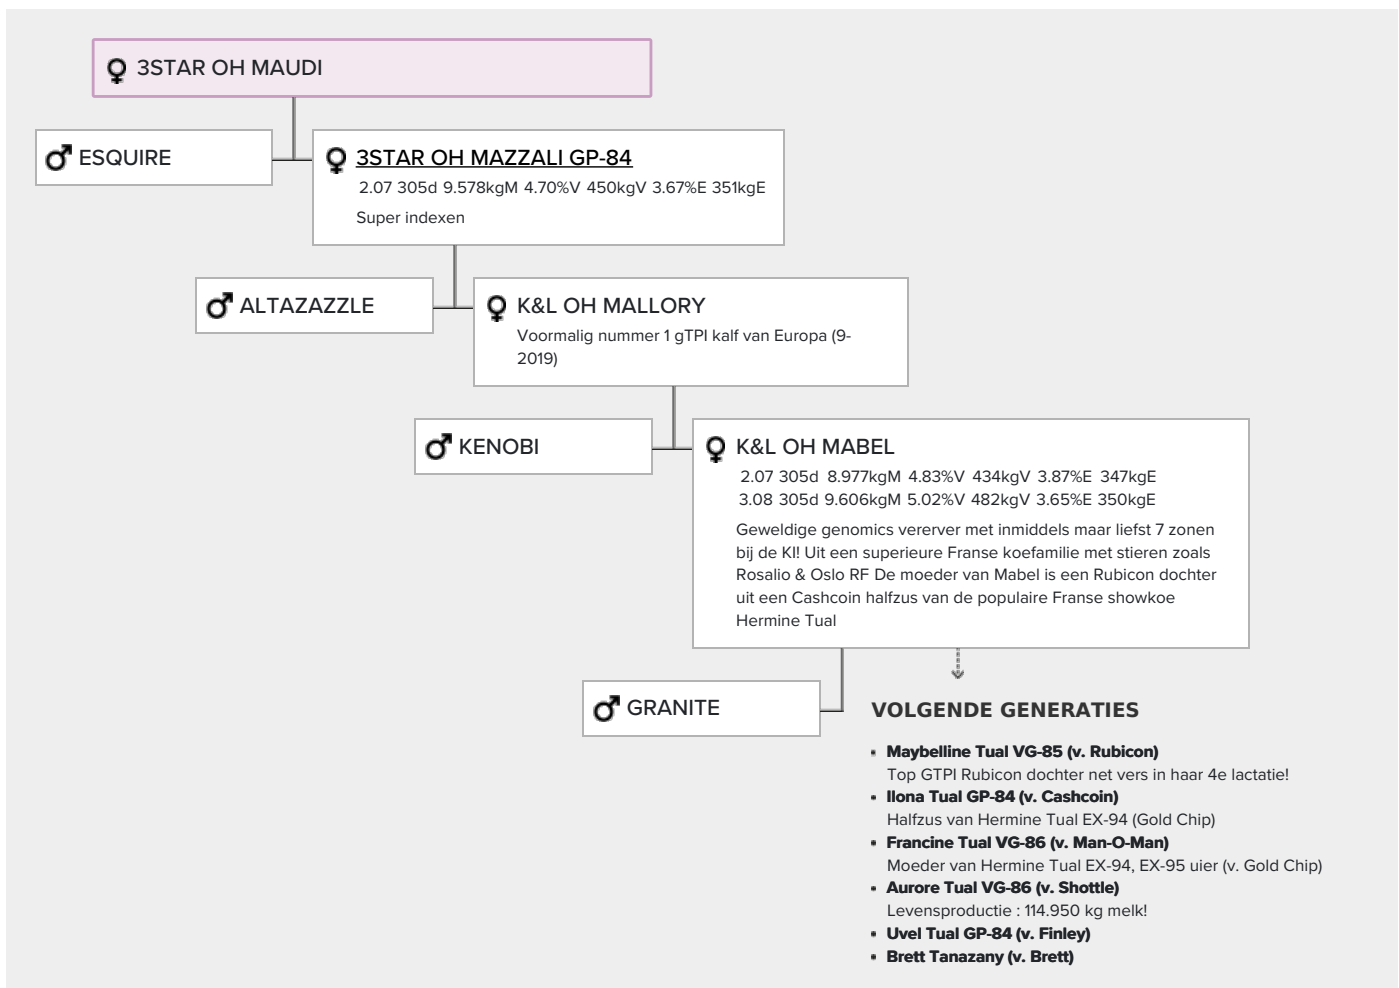 3STAR OH MAUDI
ESQUIRE
3STAR OH MAZZALI GP-84
2.07 305d 9.578kgM 4.70%V 450kgV 3.67%E 351kgE
Super indexen
ALTAZAZZLE
K&L OH MALLORY
Voormalig nummer 1 gTPI kalf van Europa (9-
2019)
KENOBI
K&L OH MABEL
2.07 305d 8.977kgM 4.83%V 434kgV 3.87%E 347kgE
3.08 305d 9.606kgM 5.02%V 482kgV 3.65%E 350kgE
Geweldige genomics vererver met inmiddels maar liefst 7 zonen
bij de KI! Uit een superieure Franse koefamilie met stieren zoals
Rosalio & Oslo RF De moeder van Mabel is een Rubicon dochter
uit een Cashcoin halfzus van de populaire Franse showkoe
Hermine Tual
GRANITE
VOLGENDE GENERATIES
Maybelline Tual VG-85 (v. Rubicon)
Top GTPI Rubicon dochter net vers in haar 4e lactatie!
Ilona Tual GP-84 (v. Cashcoin)
Halfzus van Hermine Tual EX-94 (Gold Chip)
Francine Tual VG-86 (v. Man-O-Man)
Moeder van Hermine Tual EX-94, EX-95 uier (v. Gold Chip)
Aurore Tual VG-86 (v. Shottle)
Levensproductie : 114.950 kg melk!
Uvel Tual GP-84 (v. Finley)
Brett Tanazany (v. Brett)